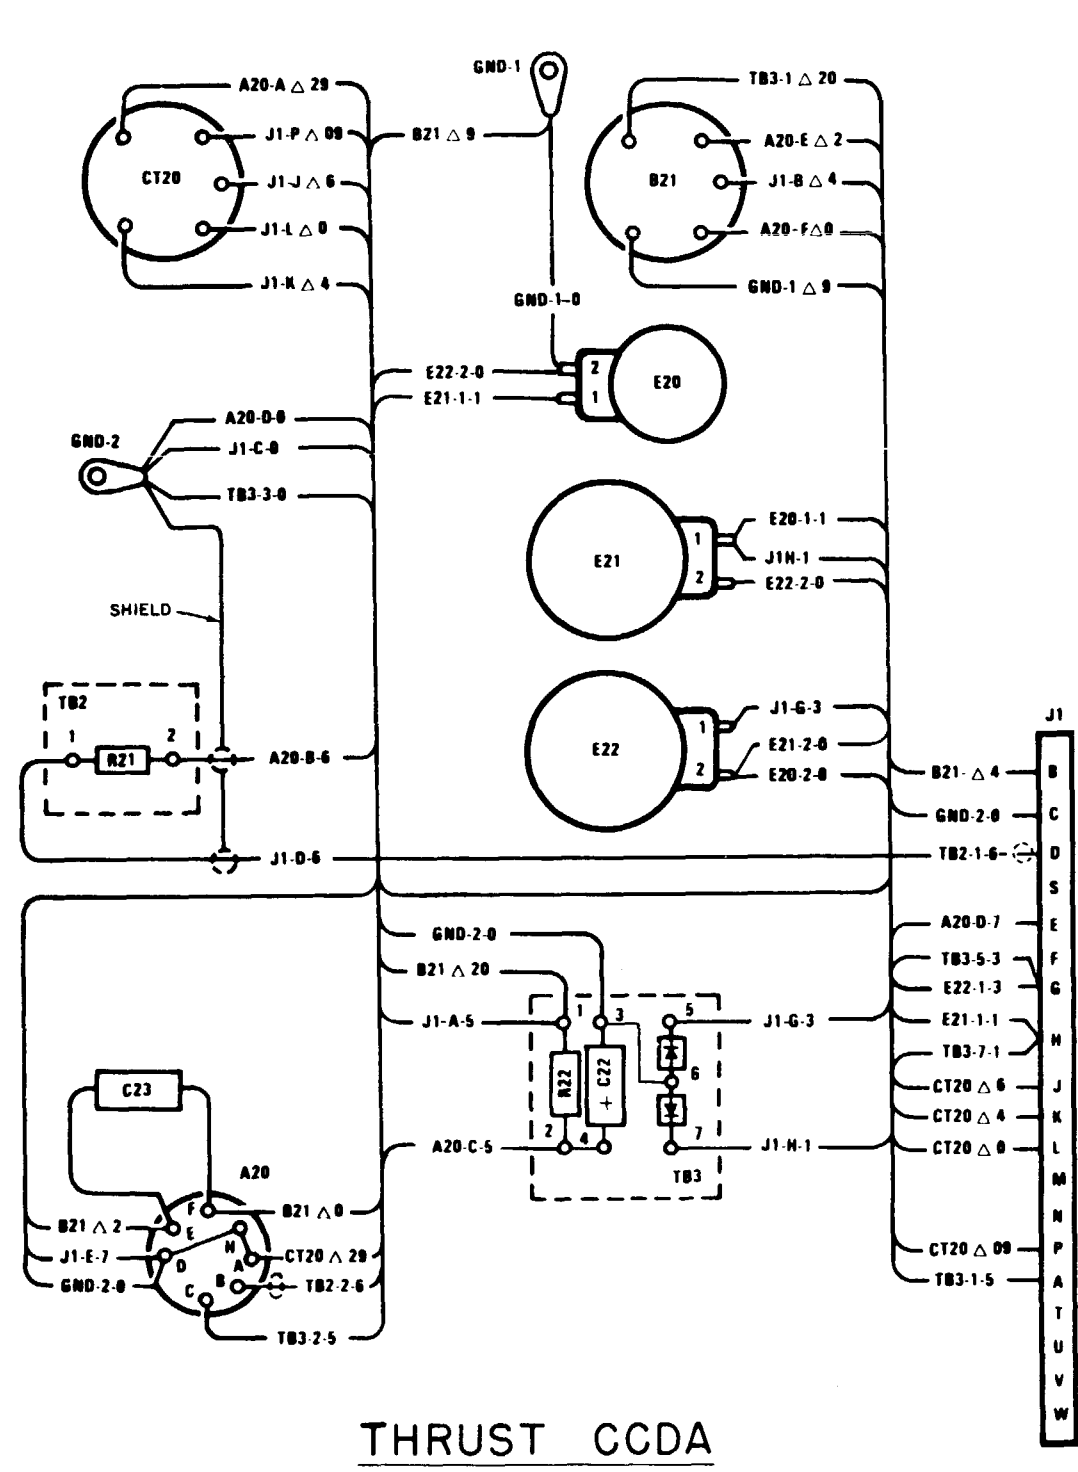 GND-1
A20-A △ 29
TB3-1 △ 20
J1-P △ 09
B21 △ 9
A20-E △ 2
CT20
J1-J △ 6
B21
J1-B △ 4
J1-L △ 0
A20-F△0
J1-K △ 4
GND-1 △ 9
GND-1-0
E22-2-0
2
E20
E21-1-1
1
A20-D-0
GND-2
J1-C-0
TB3-3-0
E20-1-1
1
J1H-1
E21
2
E22-2-0
SHIELD
TB2
J1-G-3
J1
1
1
2
E21-2-0
E22
R21
A20-B-6
2
E20-2-0
B21- △ 4
B
GND-2-0
C
J1-D-6
TB2-1-6-
D
S
A20-D-7
E
GND-2-0
TB3-5-3
F
B21 △ 20
E22-1-3
G
J1-A-5
1
3
5
J1-G-3
E21-1-1
H
TB3-7-1
R22
C22
+
6
C23
CT20 △ 6
J
CT20 △ 4
K
2
4
7
A20-C-5
J1-H-1
CT20 △ 0
L
A20
TB3
M
F
B21 △ 0
N
B21 △ 2
E
H
CT20 △ 09
P
J1-E-7
D
A
CT20 △ 29
GND-2-0
C
B
TB2-2-6
TB3-1-5
A
T
TB3-2-5
U
V
W
THRUST CCDA